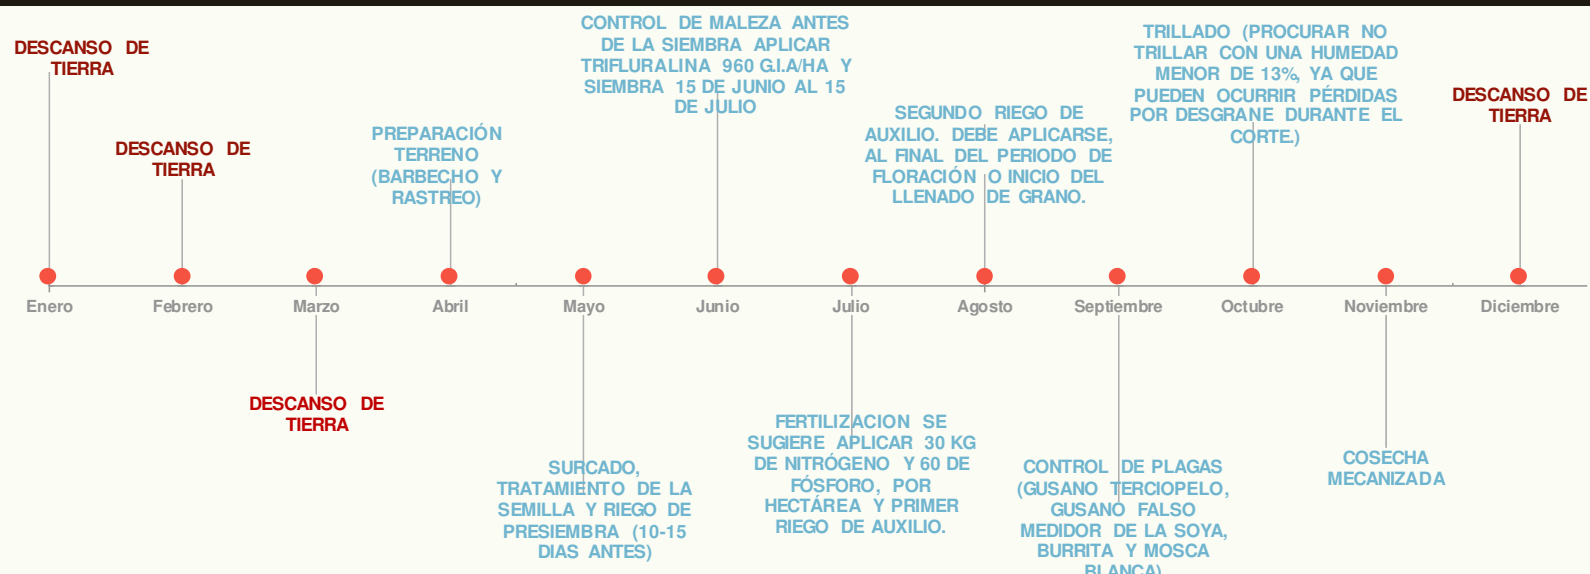 DESCANSO DE
TIERRA
DESCANSO DE
TIERRA
PREPARACIÓN
TERRENO
(BARBECHO Y
RASTREO)
CONTROL DE MALEZA ANTES
DE LA SIEMBRA APLICAR
TRIFLURALINA 960 G.I.A/HA Y
SIEMBRA 15 DE JUNIO AL 15
DE JULIO
SEGUNDO RIEGO DE
AUXILIO. DEBE APLICARSE,
AL FINAL DEL PERIODO DE
FLORACIÓN O INICIO DEL
LLENADO DE GRANO.
TRILLADO (PROCURAR NO
TRILLAR CON UNA HUMEDAD
MENOR DE 13%, YA QUE
PUEDEN OCURRIR PÉRDIDAS
POR DESGRANE DURANTE EL
CORTE.)
DESCANSO DE
TIERRA
Enero Febrero Marzo Abril Mayo Junio Julio Agosto Septiembre Octubre Noviembre Diciembre
DESCANSO DE
TIERRA
SURCADO,
TRATAMIENTO DE LA
SEMILLA Y RIEGO DE
PRESIEMBRA (10-15
DIAS ANTES)
FERTILIZACION SE
SUGIERE APLICAR 30 KG
DE NITRÓGENO Y 60 DE
FÓSFORO, POR
HECTÁREA Y PRIMER
RIEGO DE AUXILIO.
CONTROL DE PLAGAS
(GUSANO TERCIOPELO,
GUSANO FALSO
MEDIDOR DE LA SOYA,
BURRITA Y MOSCA
BLANCA)
COSECHA
MECANIZADA